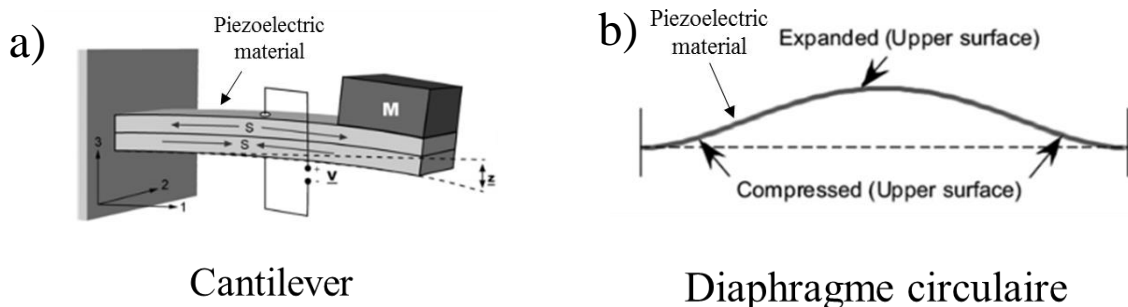 a)
Piezoelectric
material
M
S
S
3
2
1
+
V
-
z
Cantilever
b)
Piezoelectric
material
Expanded (Upper surface)
Compressed (Upper surface)
Diaphragme circulaire